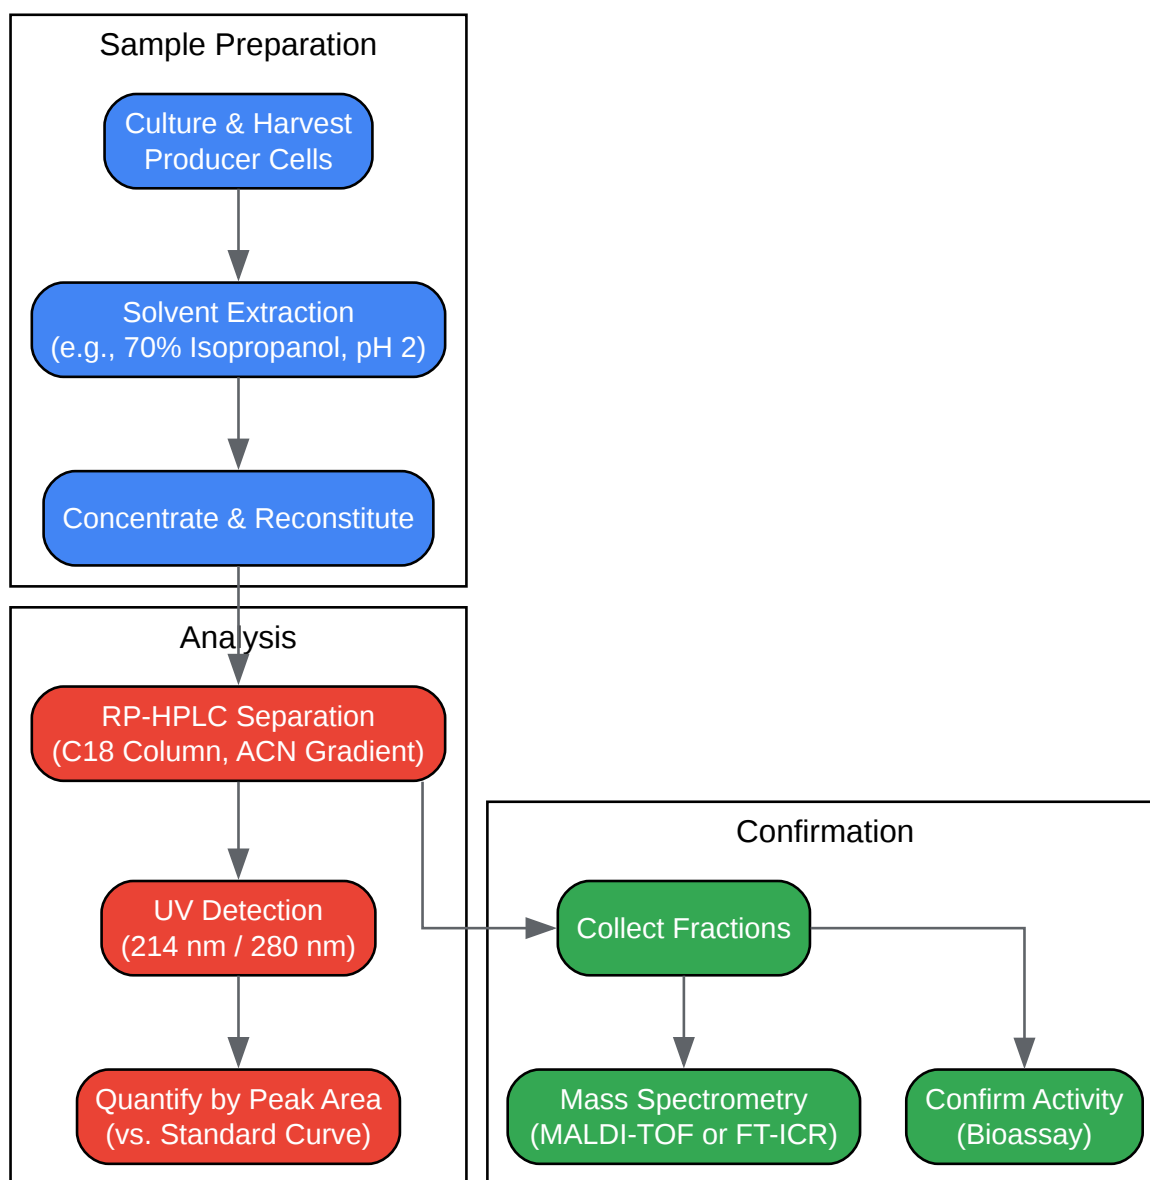 Sample Preparation
Culture & Harvest
Producer Cells
Solvent Extraction
(e.g., 70% Isopropanol, pH 2)
Concentrate & Reconstitute
Analysis
RP-HPLC Separation
(C18 Column, ACN Gradient)
UV Detection
(214 nm / 280 nm)
Quantify by Peak Area
(vs. Standard Curve)
Confirmation
Collect Fractions
Mass Spectrometry
(MALDI-TOF or FT-ICR)
Confirm Activity
(Bioassay)